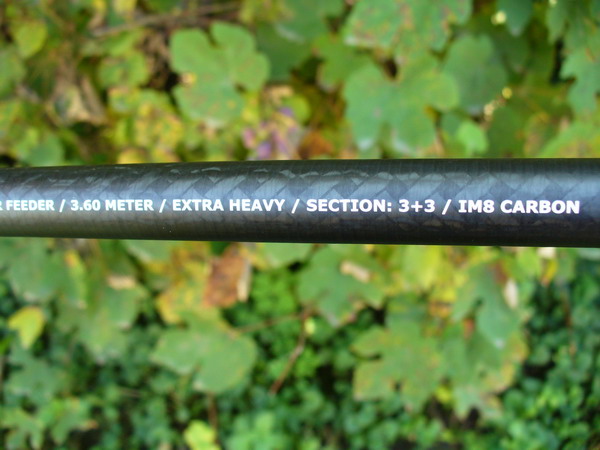 FEEDER / 3.60 METER / EXTRA HEAVY / SECTION: 3+3 / IM8 CARBON